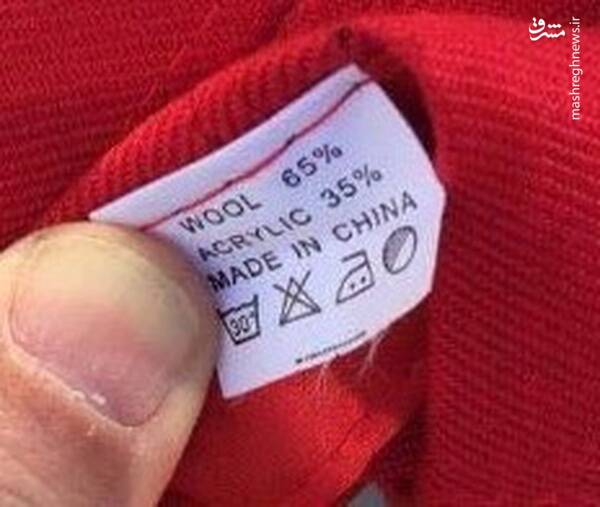 مشرق
mashreghnews.ir
WOOL 65%
ACRYLIC 35%
MADE IN CHINA
30°